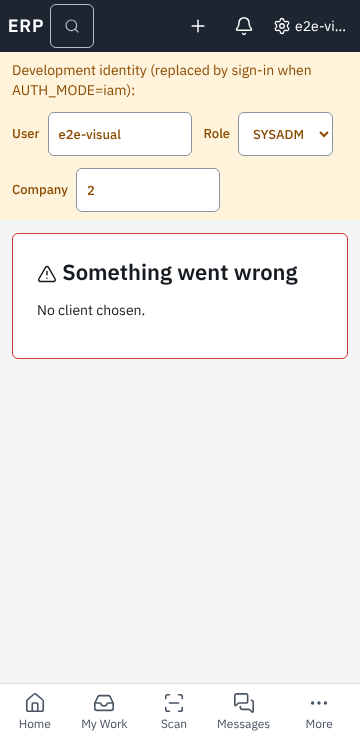 ERP
e2e-vi...
Development identity (replaced by sign-in when
AUTH_MODE=iam):
User e2e-visual Role SYSADM
Company 2
Something went wrong
No client chosen.
Home My Work Scan Messages More